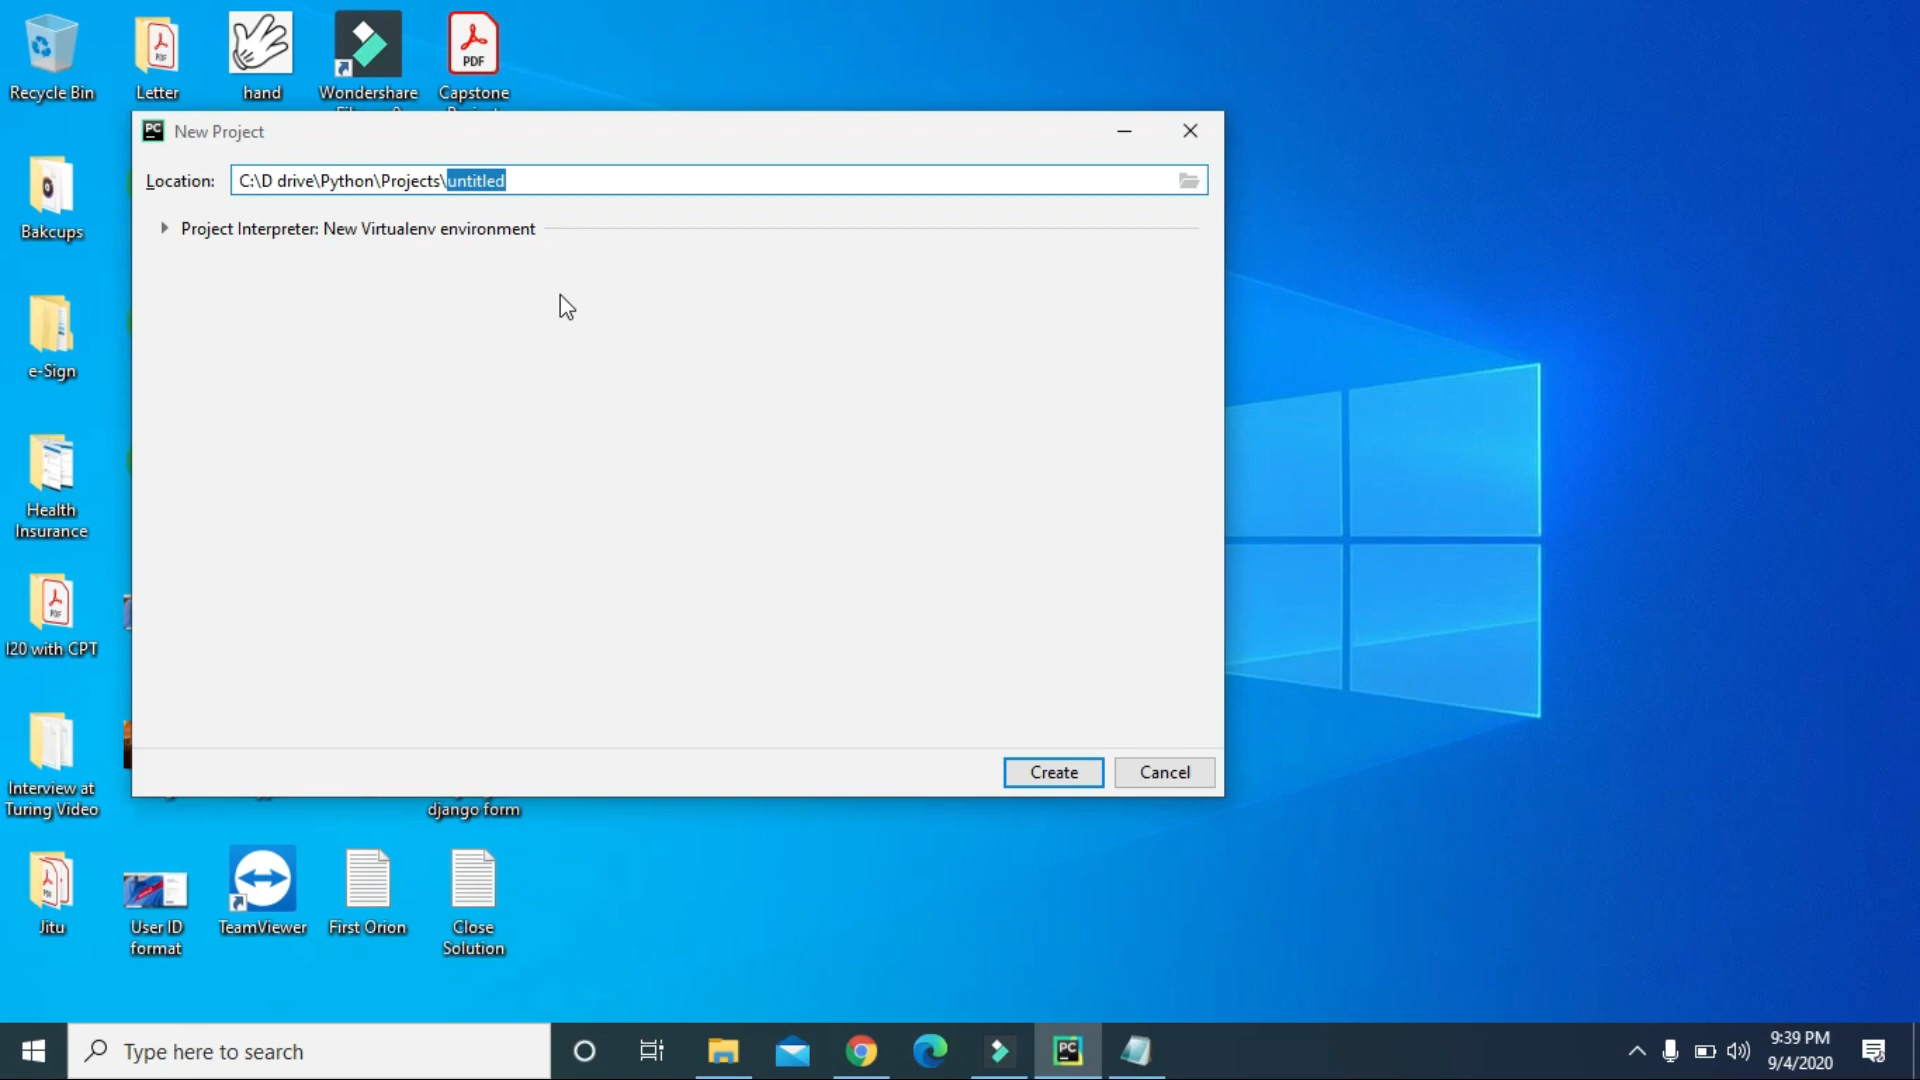 Recycle Bin
Letter
hand
Wondershare
Capstone
PDF
PC New Project
Location: C:\D drive\Python\Projects\untitled
Project Interpreter: New Virtualenv environment
Create
Cancel
Bakcups
e-Sign
Health
Insurance
I20 with CPT
Interview at
Turing Video
django form
Jitu
User ID
format
TeamViewer
First Orion
Close
Solution
Type here to search
PC
9:39 PM
9/4/2020